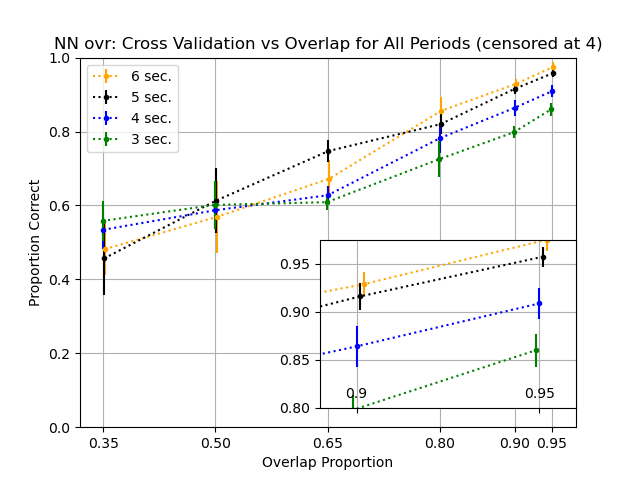 NN ovr: Cross Validation vs Overlap for All Periods (censored at 4)
1.0
6 sec.
5 sec.
4 sec.
3 sec.
0.8
0.6
0.4
0.2
0.0
Proportion Correct
0.95
0.90
0.85
0.80
0.9 0.95
0.35 0.50 0.65 0.80 0.90 0.95
Overlap Proportion